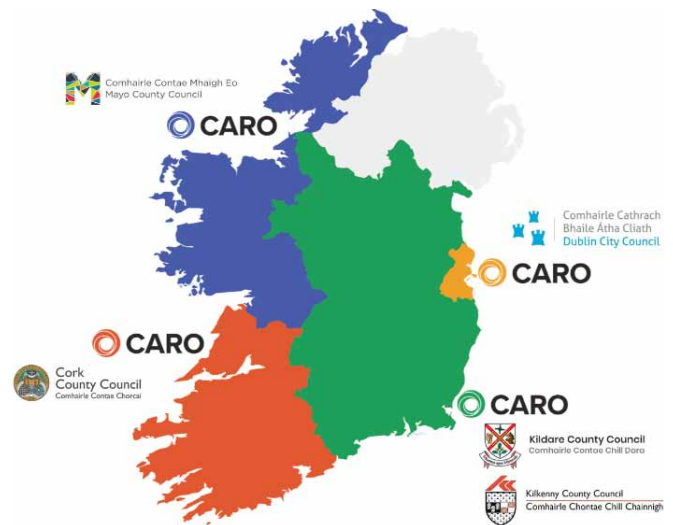 Comhairle Contae Mhaigh Eo
Mayo County Council
CARO
Comhairle Cathrach
Bhaile Átha Cliath
Dublin City Council
CARO
CARO
Cork
County Council
Comhairle Contae Chorcaí
CARO
Kildare County Council
Comhairle Contae Chill Dara
Kilkenny County Council
Comhairle Chontae Chill Chainnigh